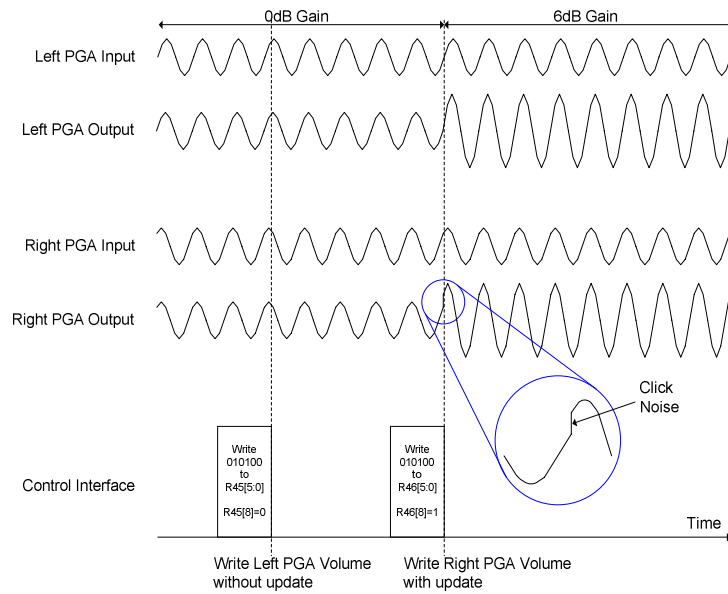 0dB Gain
6dB Gain
Left PGA Input
Left PGA Output
Right PGA Input
Right PGA Output
Click
Noise
Control Interface
Write
010100
to
R45[5:0]
R45[8]=0
Write
010100
to
R46[5:0]
R46[8]=1
Time
Write Left PGA Volume
without update
Write Right PGA Volume
with update